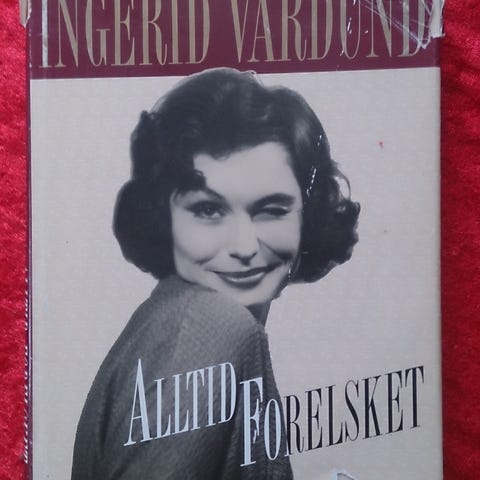 INGERID VARDUND
ALLTID FORELSKET